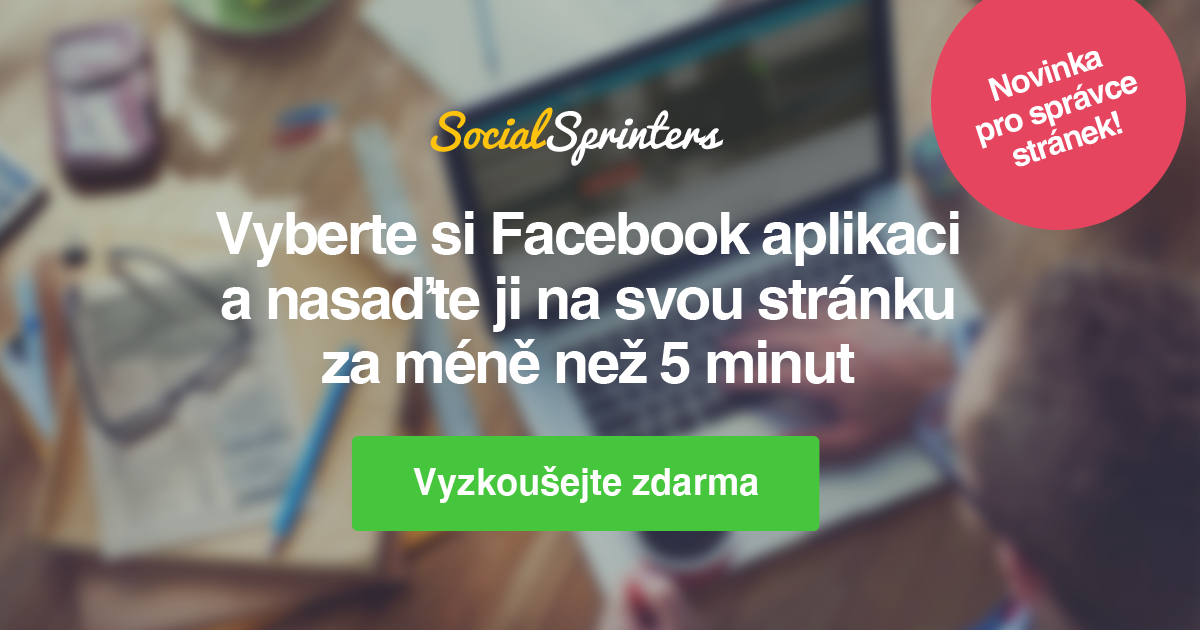 Novinka
pro správce
stránek!
SocialSprinters
Vyberte si Facebook aplikaci
a nasaďte ji na svou stránku
za méně než 5 minut
Vyzkoušejte zdarma